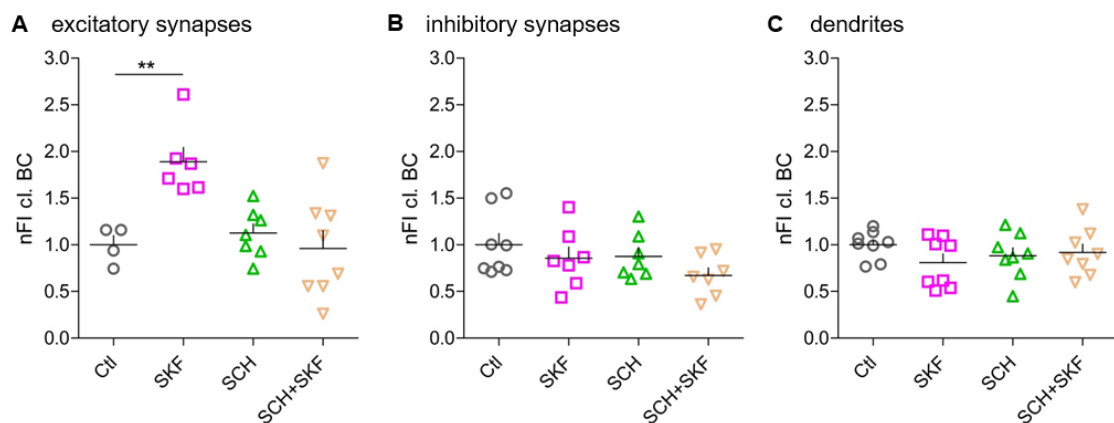 A excitatory synapses
nFI cl. BC
3.0
2.5
2.0
1.5
1.0
0.5
0.0
**
Ctl
SKF
SCH
SCH+SKF
B inhibitory synapses
nFI cl. BC
3.0
2.5
2.0
1.5
1.0
0.5
0.0
Ctl
SKF
SCH
SCH+SKF
C dendrites
nFI cl. BC
3.0
2.5
2.0
1.5
1.0
0.5
0.0
Ctl
SKF
SCH
SCH+SKF